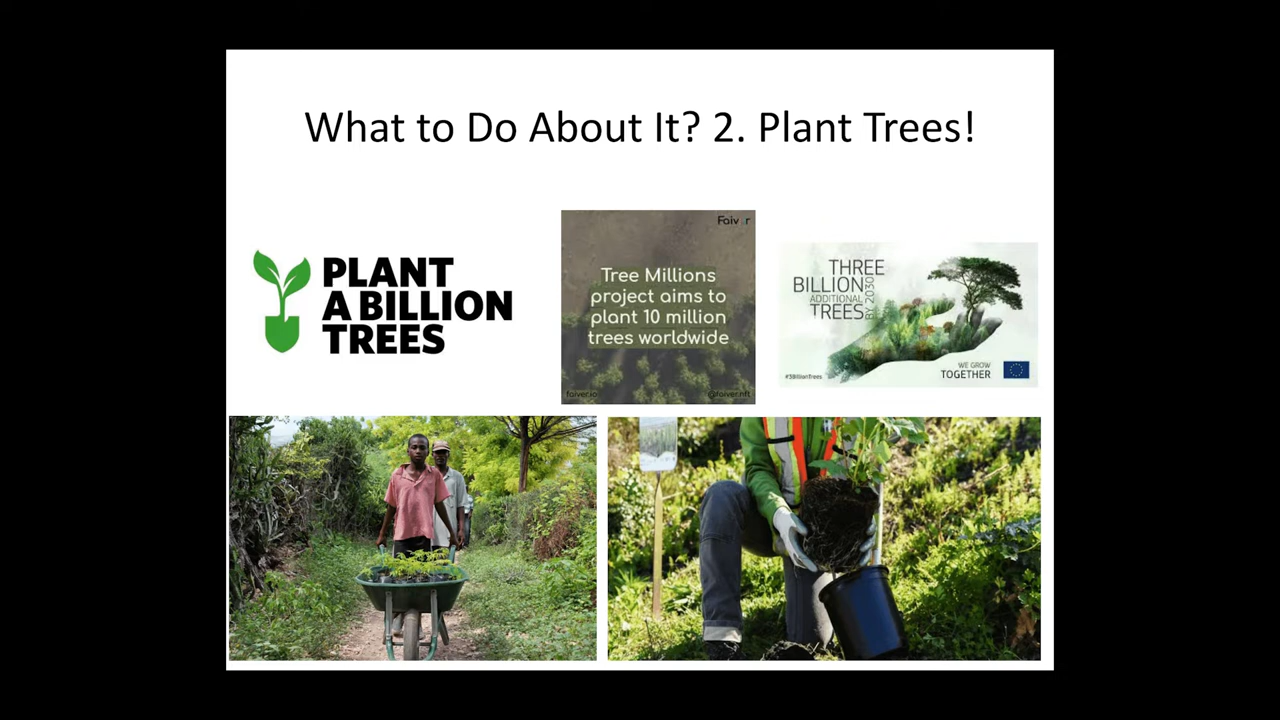 What to Do About It? 2. Plant Trees!
PLANT
A BILLION
TREES
Faiver
Tree Millions
project aims to
plant 10 million
trees worldwide
faiver.io
@faiver.nft
THREE
BILLION
ADDITIONAL
TREES
BY 2030
WE GROW
TOGETHER
#3BillionTrees